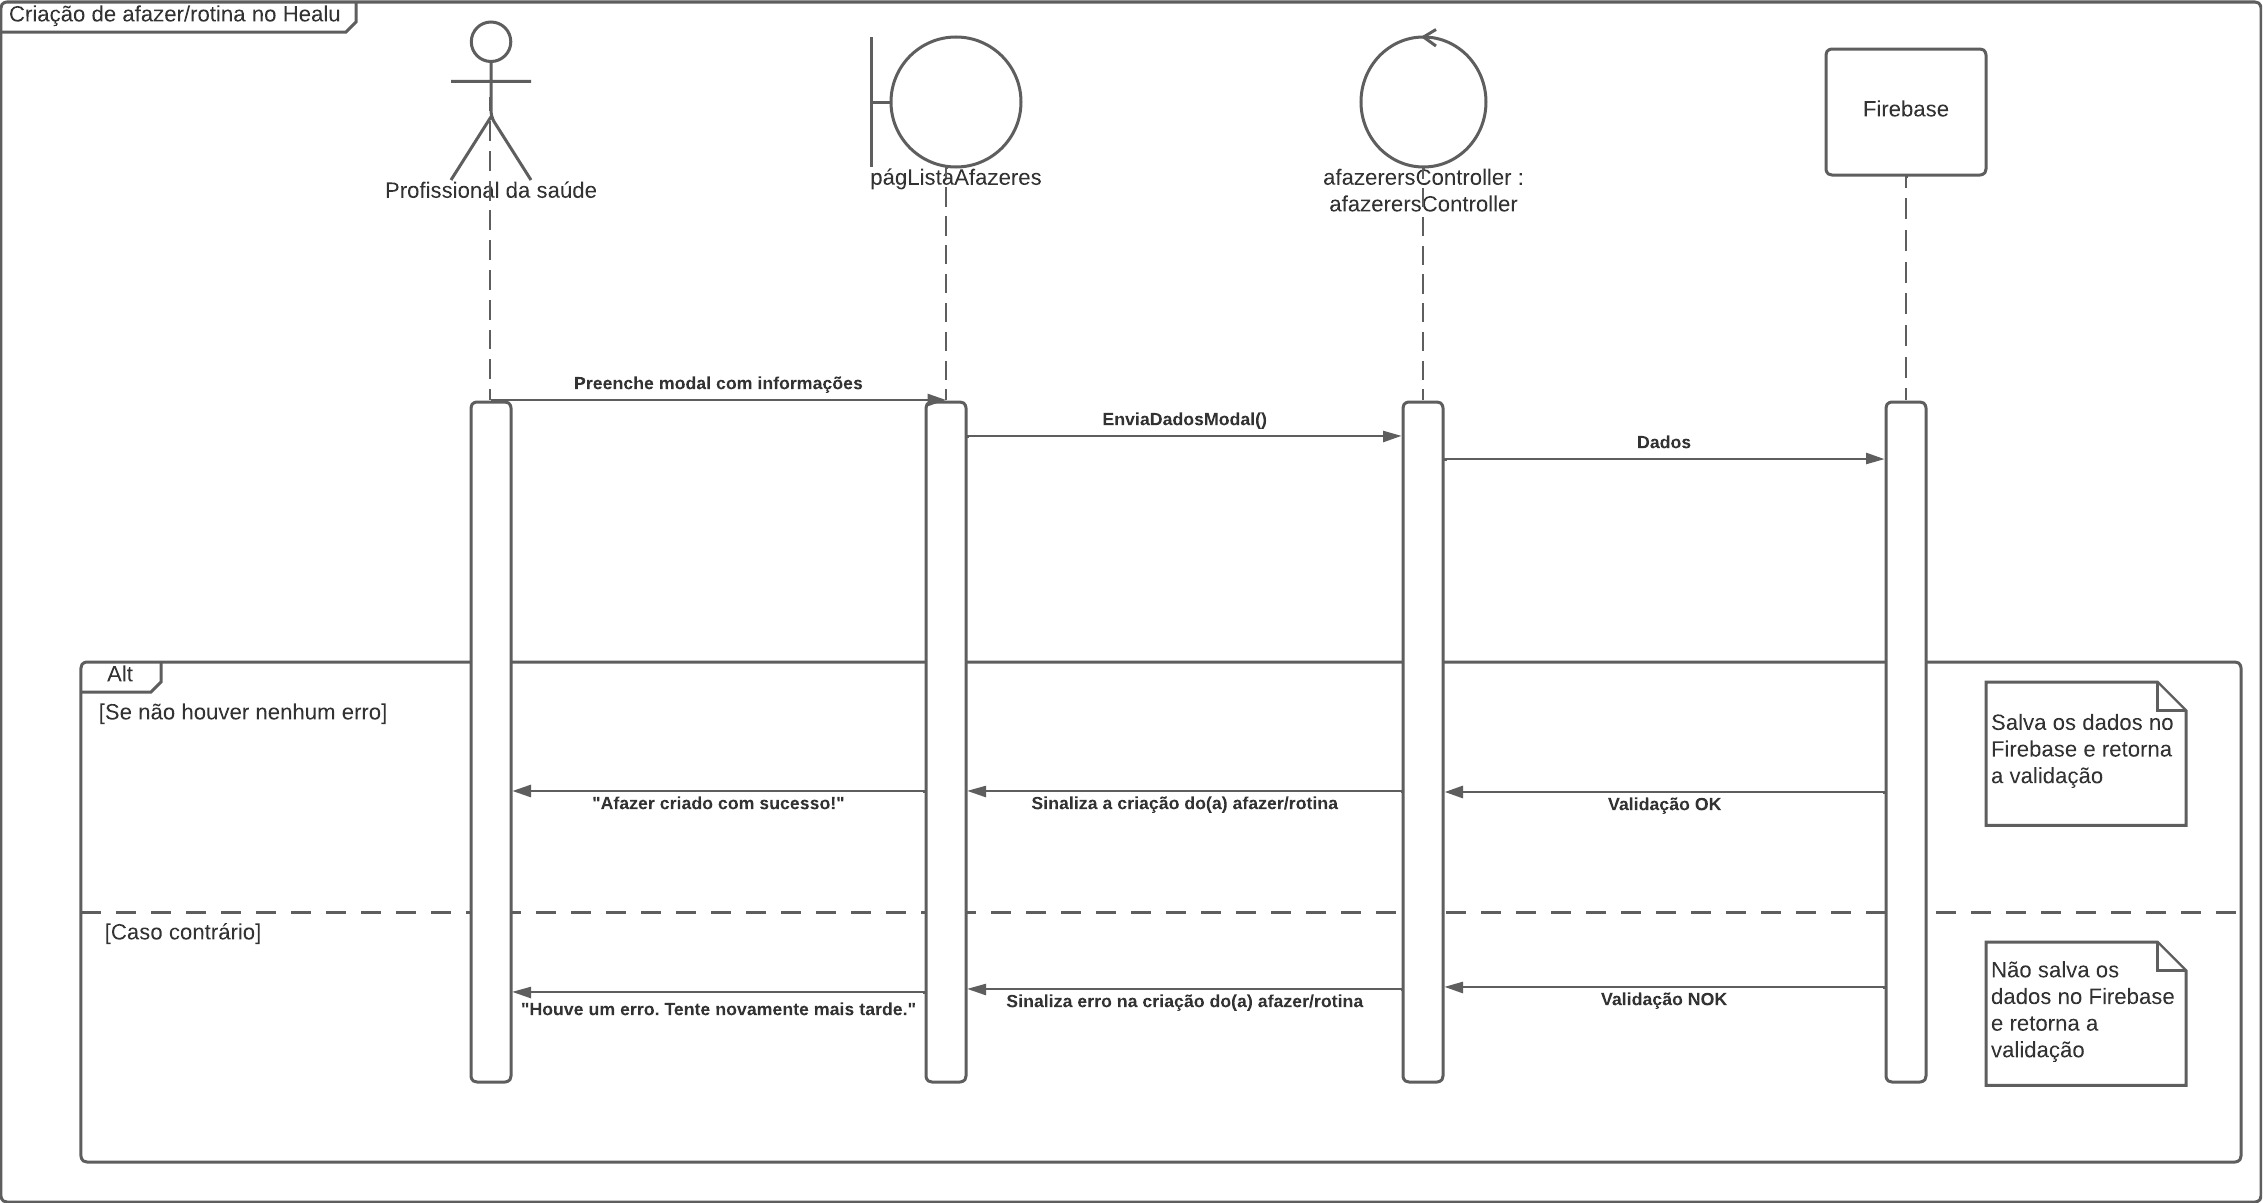 Criação de afazer/rotina no Healu
Profissional da saúde
págListaAfazeres
afazerersController :
afazerersController
Firebase
Preenche modal com informações
EnviaDadosModal()
Dados
Alt
[Se não houver nenhum erro]
Salva os dados no
Firebase e retorna
a validação
"Afazer criado com sucesso!"
Sinaliza a criação do(a) afazer/rotina
Validação OK
[Caso contrário]
Não salva os
dados no Firebase
e retorna a
validação
"Houve um erro. Tente novamente mais tarde."
Sinaliza erro na criação do(a) afazer/rotina
Validação NOK